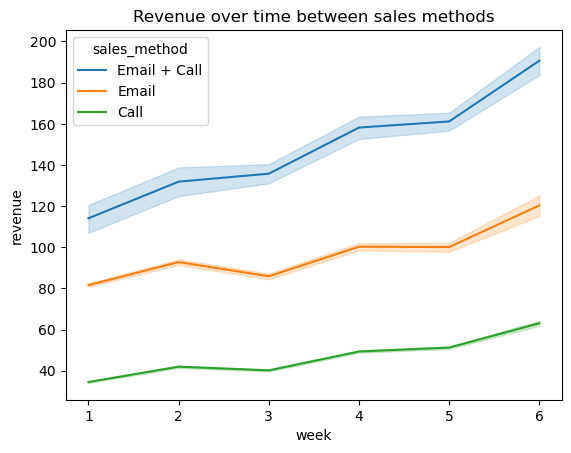 Revenue over time between sales methods
sales_method
Email + Call
Email
Call
200
180
160
140
120
100
80
60
40
revenue
1 2 3 4 5 6
week